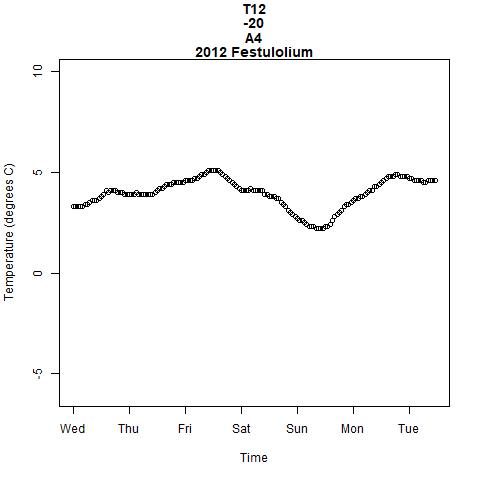 T12
-20
A4
2012 Festulolium
Temperature (degrees C)
10
5
0
-5
Wed Thu Fri Sat Sun Mon Tue
Time